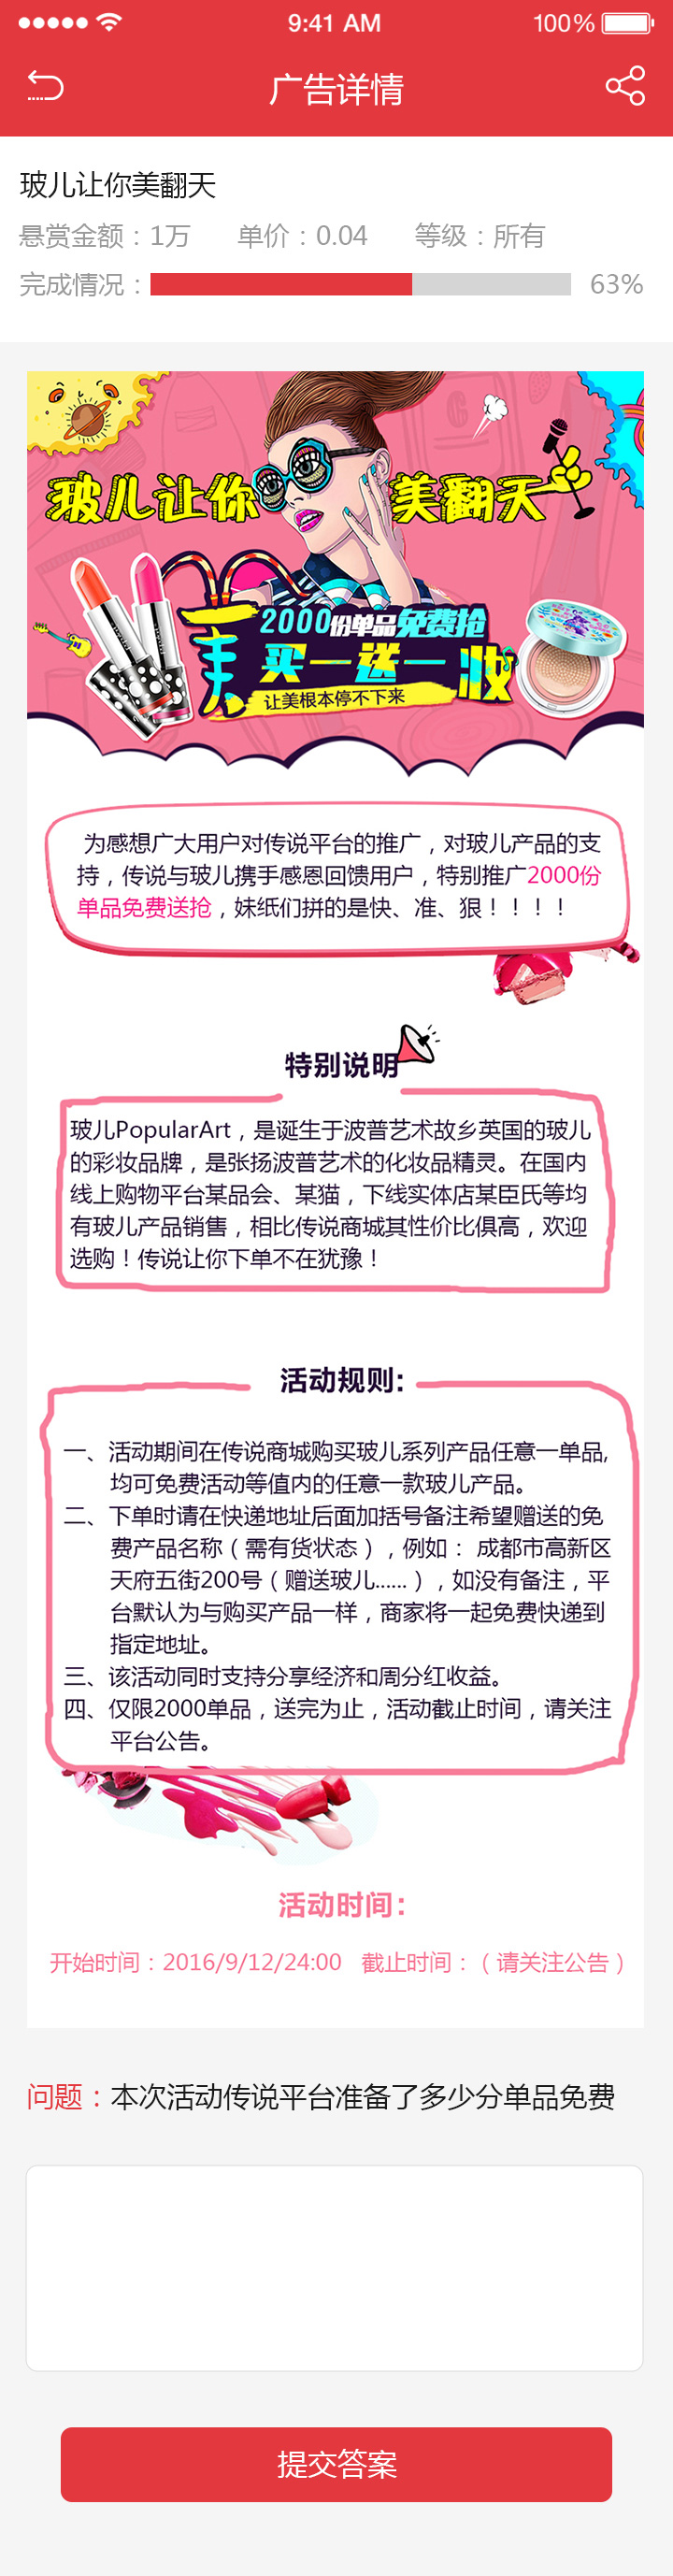 9:41 AM
100%
广告详情
玻儿让你美翻天
悬赏金额：1万 单价：0.04 等级：所有
完成情况： 63%
玻儿让你 美翻天
2000份单品免费抢
美 买一送一 妆
让美根本停不下来
为感想广大用户对传说平台的推广，对玻儿产品的支
持，传说与玻儿携手感恩回馈用户，特别推广2000份
单品免费送抢，妹纸们拼的是快、准、狠！！！！
特别说明
玻儿PopularArt，是诞生于波普艺术故乡英国的玻儿
的彩妆品牌，是张扬波普艺术的化妆品精灵。在国内
线上购物平台某品会、某猫，下线实体店某臣氏等均
有玻儿产品销售，相比传说商城其性价比俱高，欢迎
选购！传说让你下单不在犹豫！
活动规则:
一、活动期间在传说商城购买玻儿系列产品任意一单品,
均可免费活动等值内的任意一款玻儿产品。
二、下单时请在快递地址后面加括号备注希望赠送的免
费产品名称（需有货状态），例如： 成都市高新区
天府五街200号（赠送玻儿......），如没有备注，平
台默认为与购买产品一样，商家将一起免费快递到
指定地址。
三、该活动同时支持分享经济和周分红收益。
四、仅限2000单品，送完为止，活动截止时间，请关注
平台公告。
活动时间：
开始时间：2016/9/12/24:00 截止时间：（请关注公告）
问题：本次活动传说平台准备了多少分单品免费
提交答案